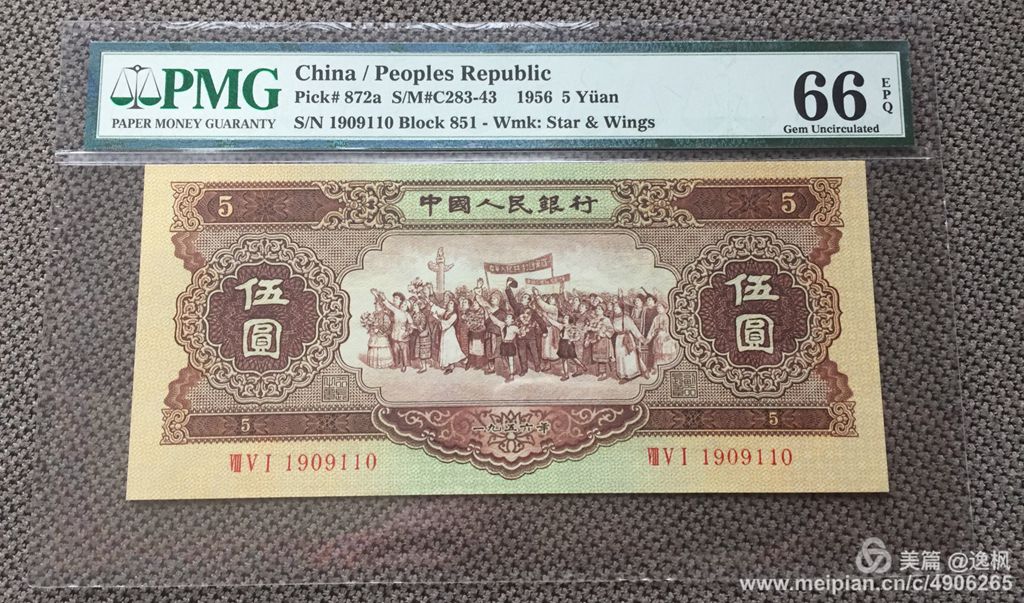 PMG
PAPER MONEY GUARANTY
China / Peoples Republic
Pick# 872a S/M#C283-43 1956 5 Yüan
S/N 1909110 Block 851 - Wmk: Star & Wings
66
EPQ
Gem Uncirculated
5 中國人民銀行 5
伍圓 伍圓
5 一九五六年 5
ⅧVI 1909110 ⅧVI 1909110
美篇 @逸枫
www.meipian.cn/c/4906265